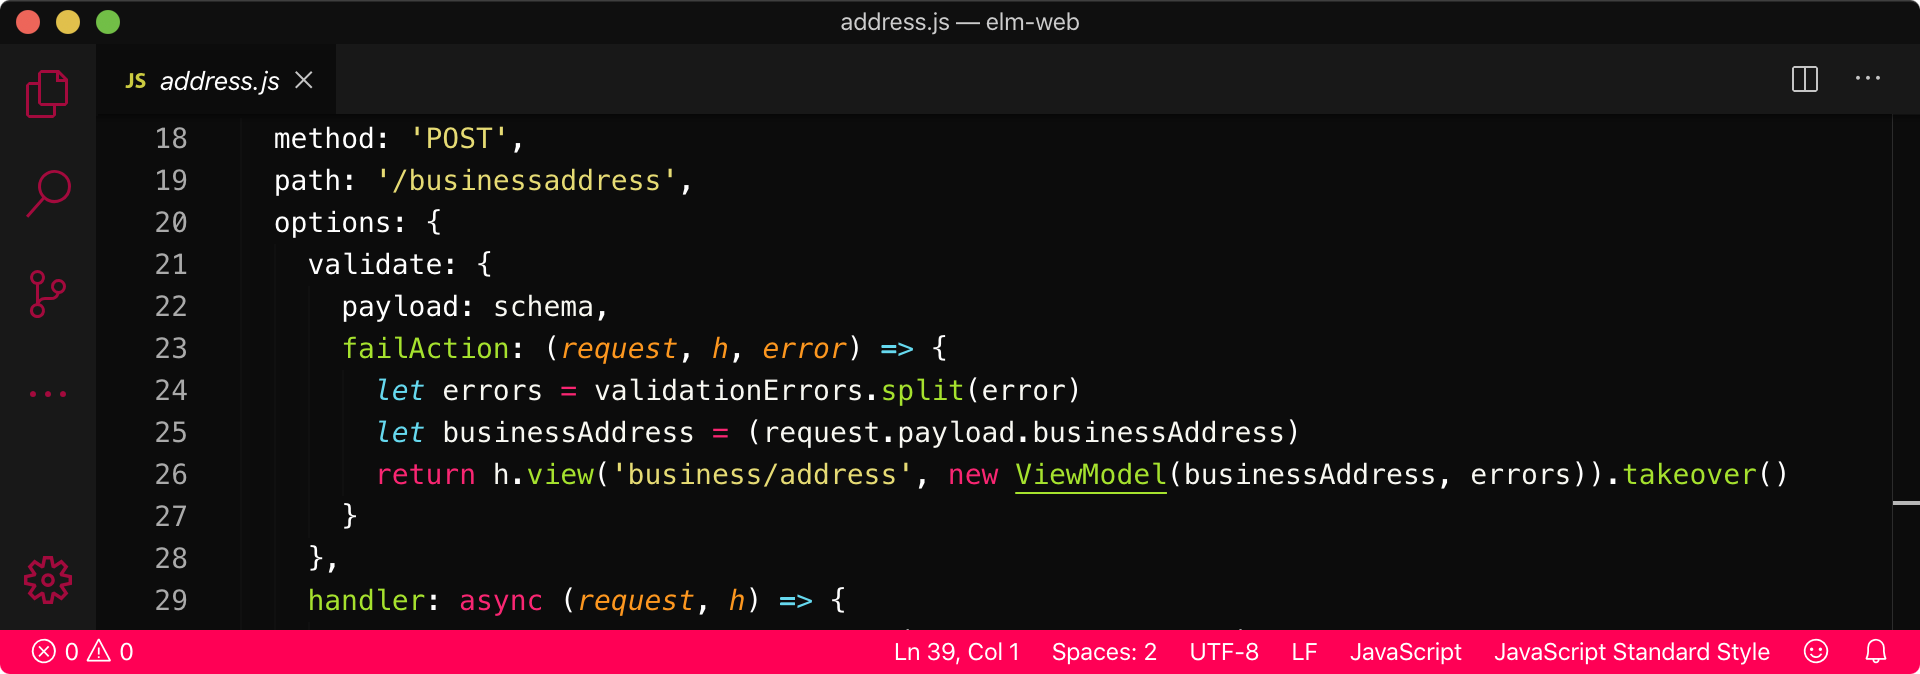 address.js — elm-web
JS address.js
18 method: 'POST',
19 path: '/businessaddress',
20 options: {
21 validate: {
22 payload: schema,
23 failAction: (request, h, error) => {
24 let errors = validationErrors.split(error)
25 let businessAddress = (request.payload.businessAddress)
26 return h.view('business/address', new ViewModel(businessAddress, errors)).takeover()
27 }
28 },
29 handler: async (request, h) => {
0 0 Ln 39, Col 1 Spaces: 2 UTF-8 LF JavaScript JavaScript Standard Style